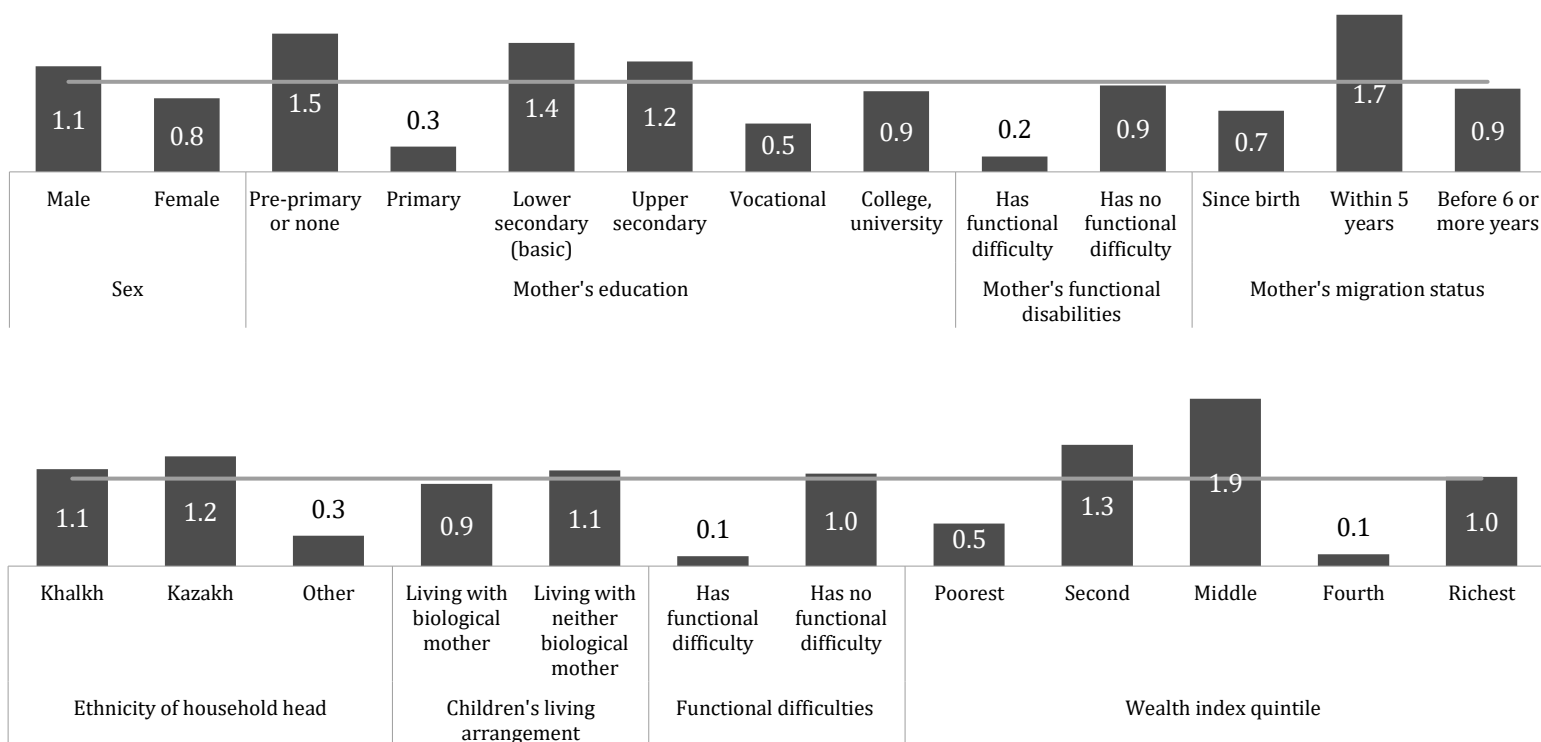 1.1
0.8
1.5
0.3
1.4
1.2
0.5
0.9
0.2
0.9
0.7
1.7
0.9
Male
Female
Pre-primary
or none
Primary
Lower
secondary
(basic)
Upper
secondary
Vocational
College,
university
Has
functional
difficulty
Has no
functional
difficulty
Since birth
Within 5
years
Before 6 or
more years
Sex
Mother's education
Mother's functional
disabilities
Mother's migration status
1.1
1.2
0.3
0.9
1.1
0.1
1.0
0.5
1.3
1.9
0.1
1.0
Khalkh
Kazakh
Other
Living with
biological
mother
Living with
neither
biological
mother
Has
functional
difficulty
Has no
functional
difficulty
Poorest
Second
Middle
Fourth
Richest
Ethnicity of household head
Children's living
arrangement
Functional difficulties
Wealth index quintile